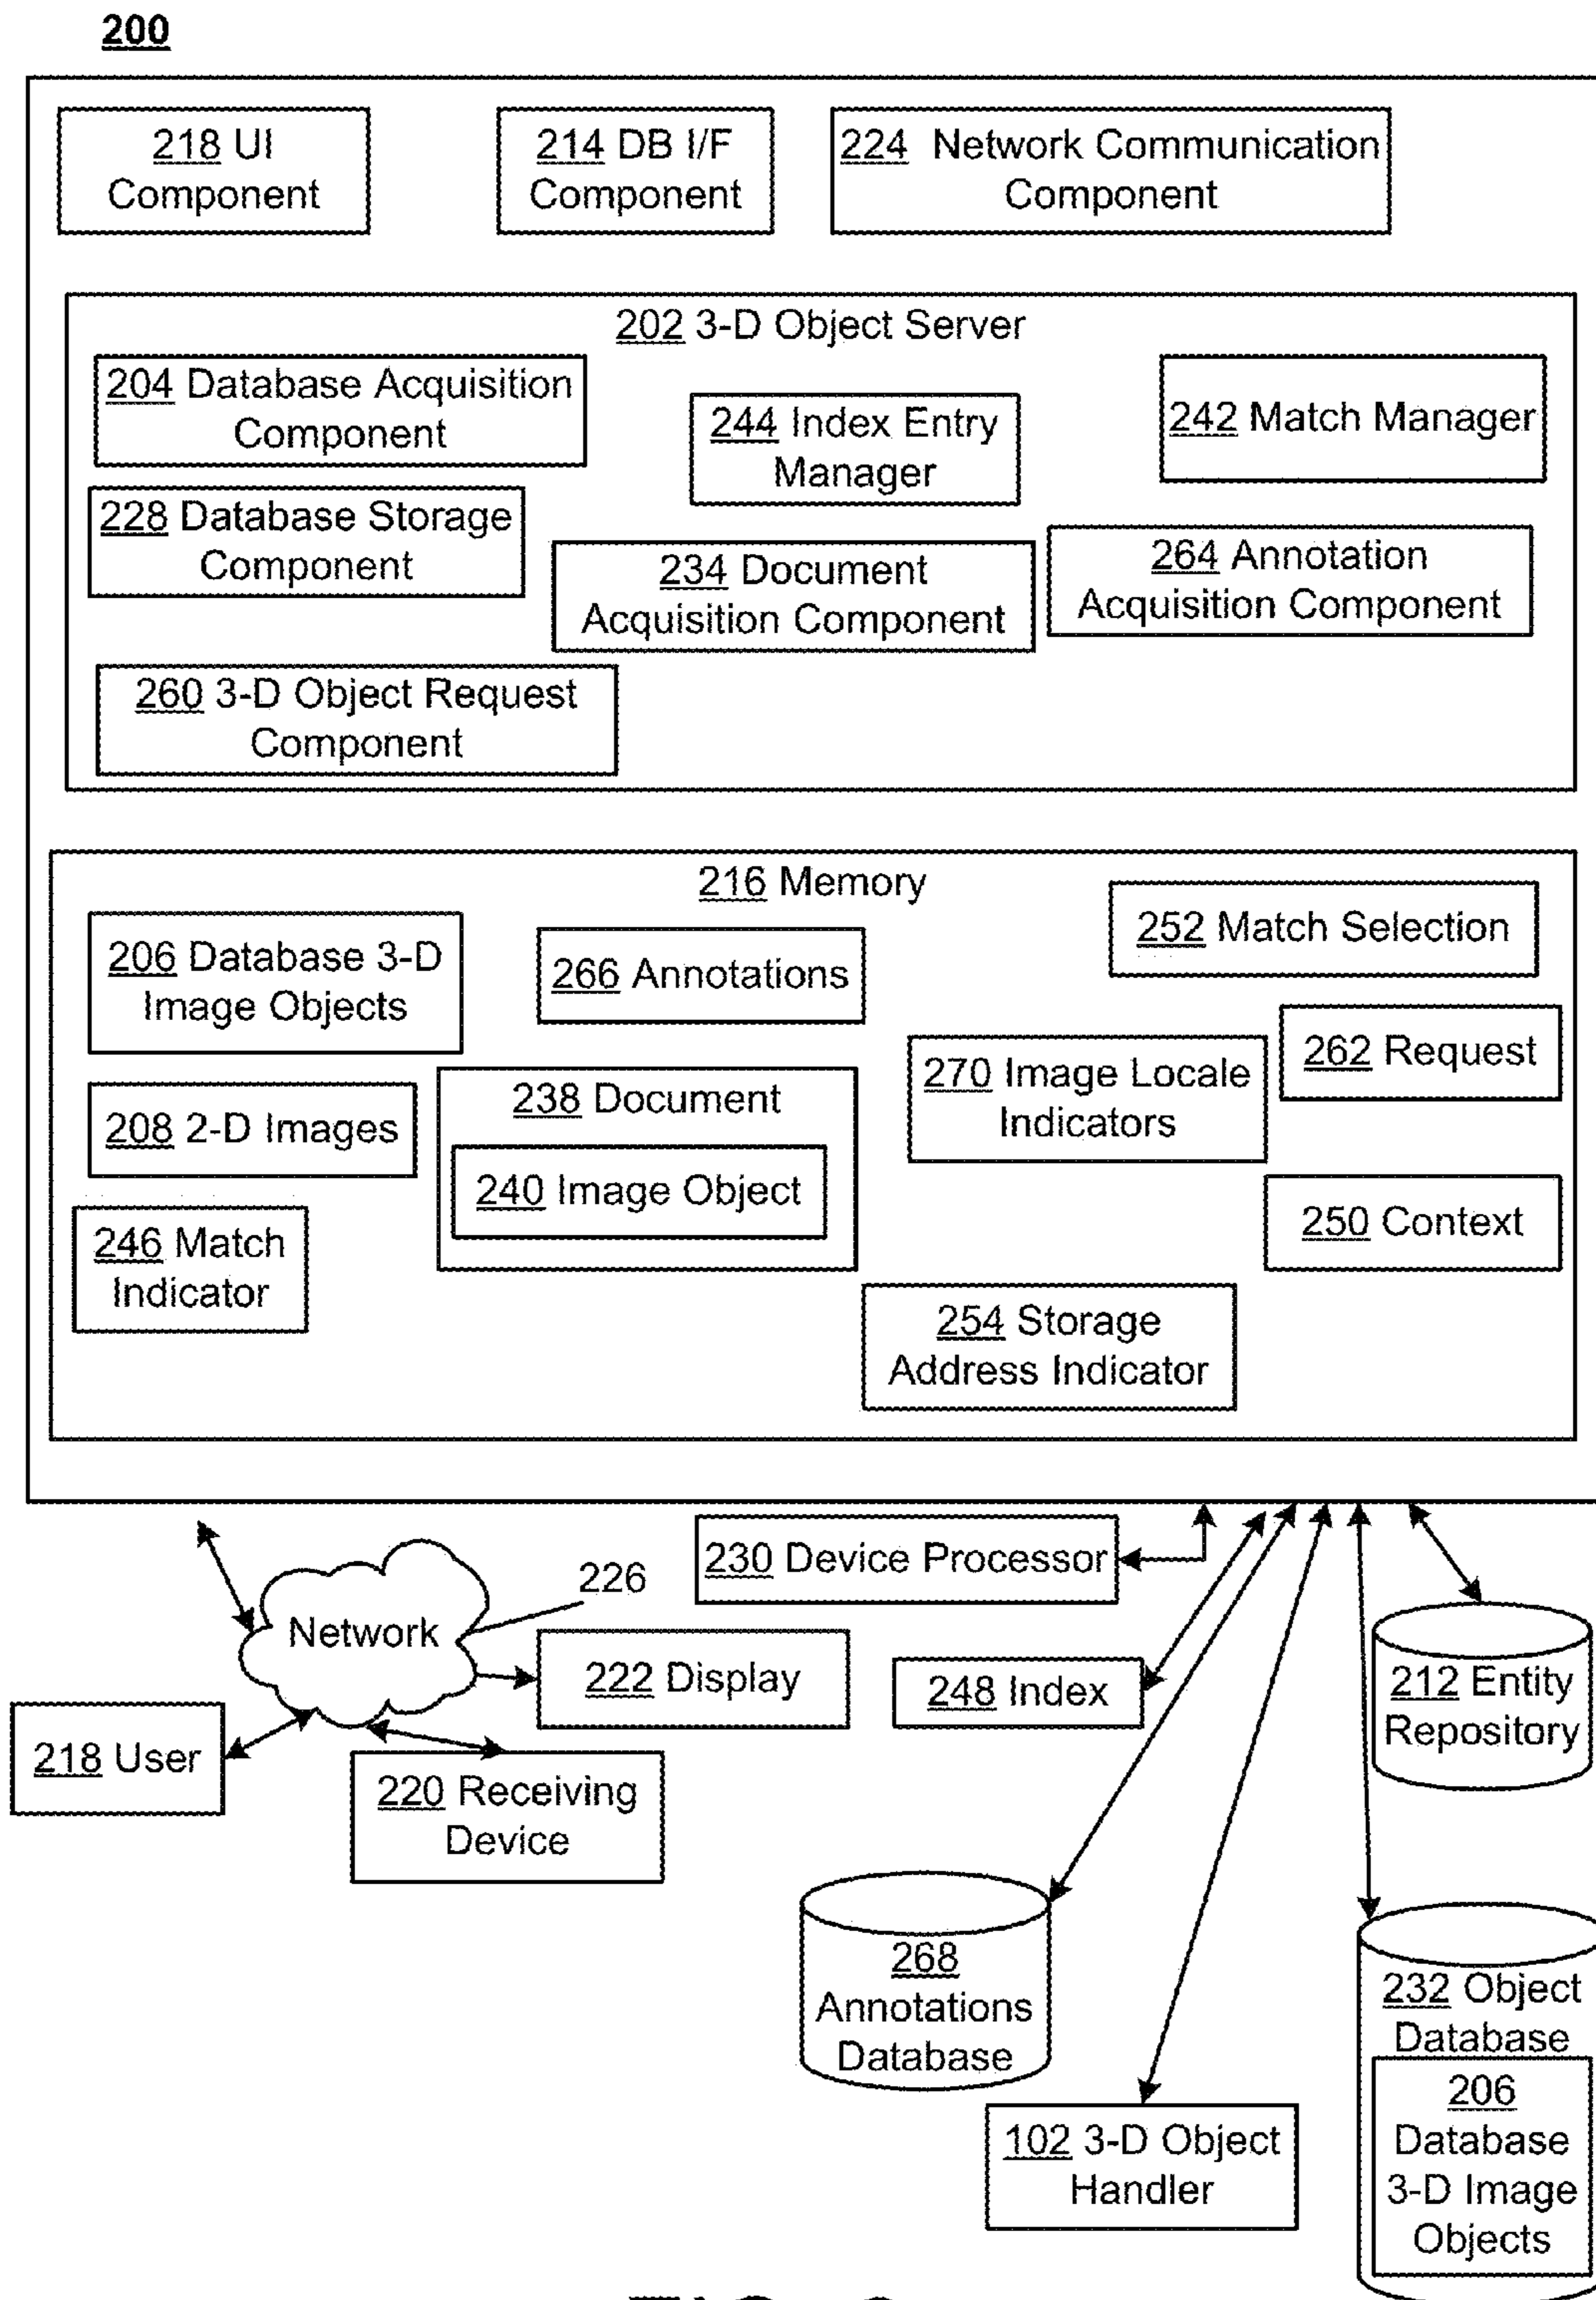 200
218 UI
Component
214 DB I/F
Component
224 Network Communication
Component
202 3-D Object Server
204 Database Acquisition
Component
244 Index Entry
Manager
242 Match Manager
228 Database Storage
Component
234 Document
Acquisition Component
264 Annotation
Acquisition Component
260 3-D Object Request
Component
216 Memory
206 Database 3-D
Image Objects
266 Annotations
252 Match Selection
262 Request
270 Image Locale
Indicators
208 2-D Images
238 Document
240 Image Object
250 Context
246 Match
Indicator
254 Storage
Address Indicator
230 Device Processor
226
Network
222 Display
248 Index
212 Entity
Repository
218 User
220 Receiving
Device
268
Annotations
Database
232 Object
Database
206
Database
3-D Image
Objects
102 3-D Object
Handler